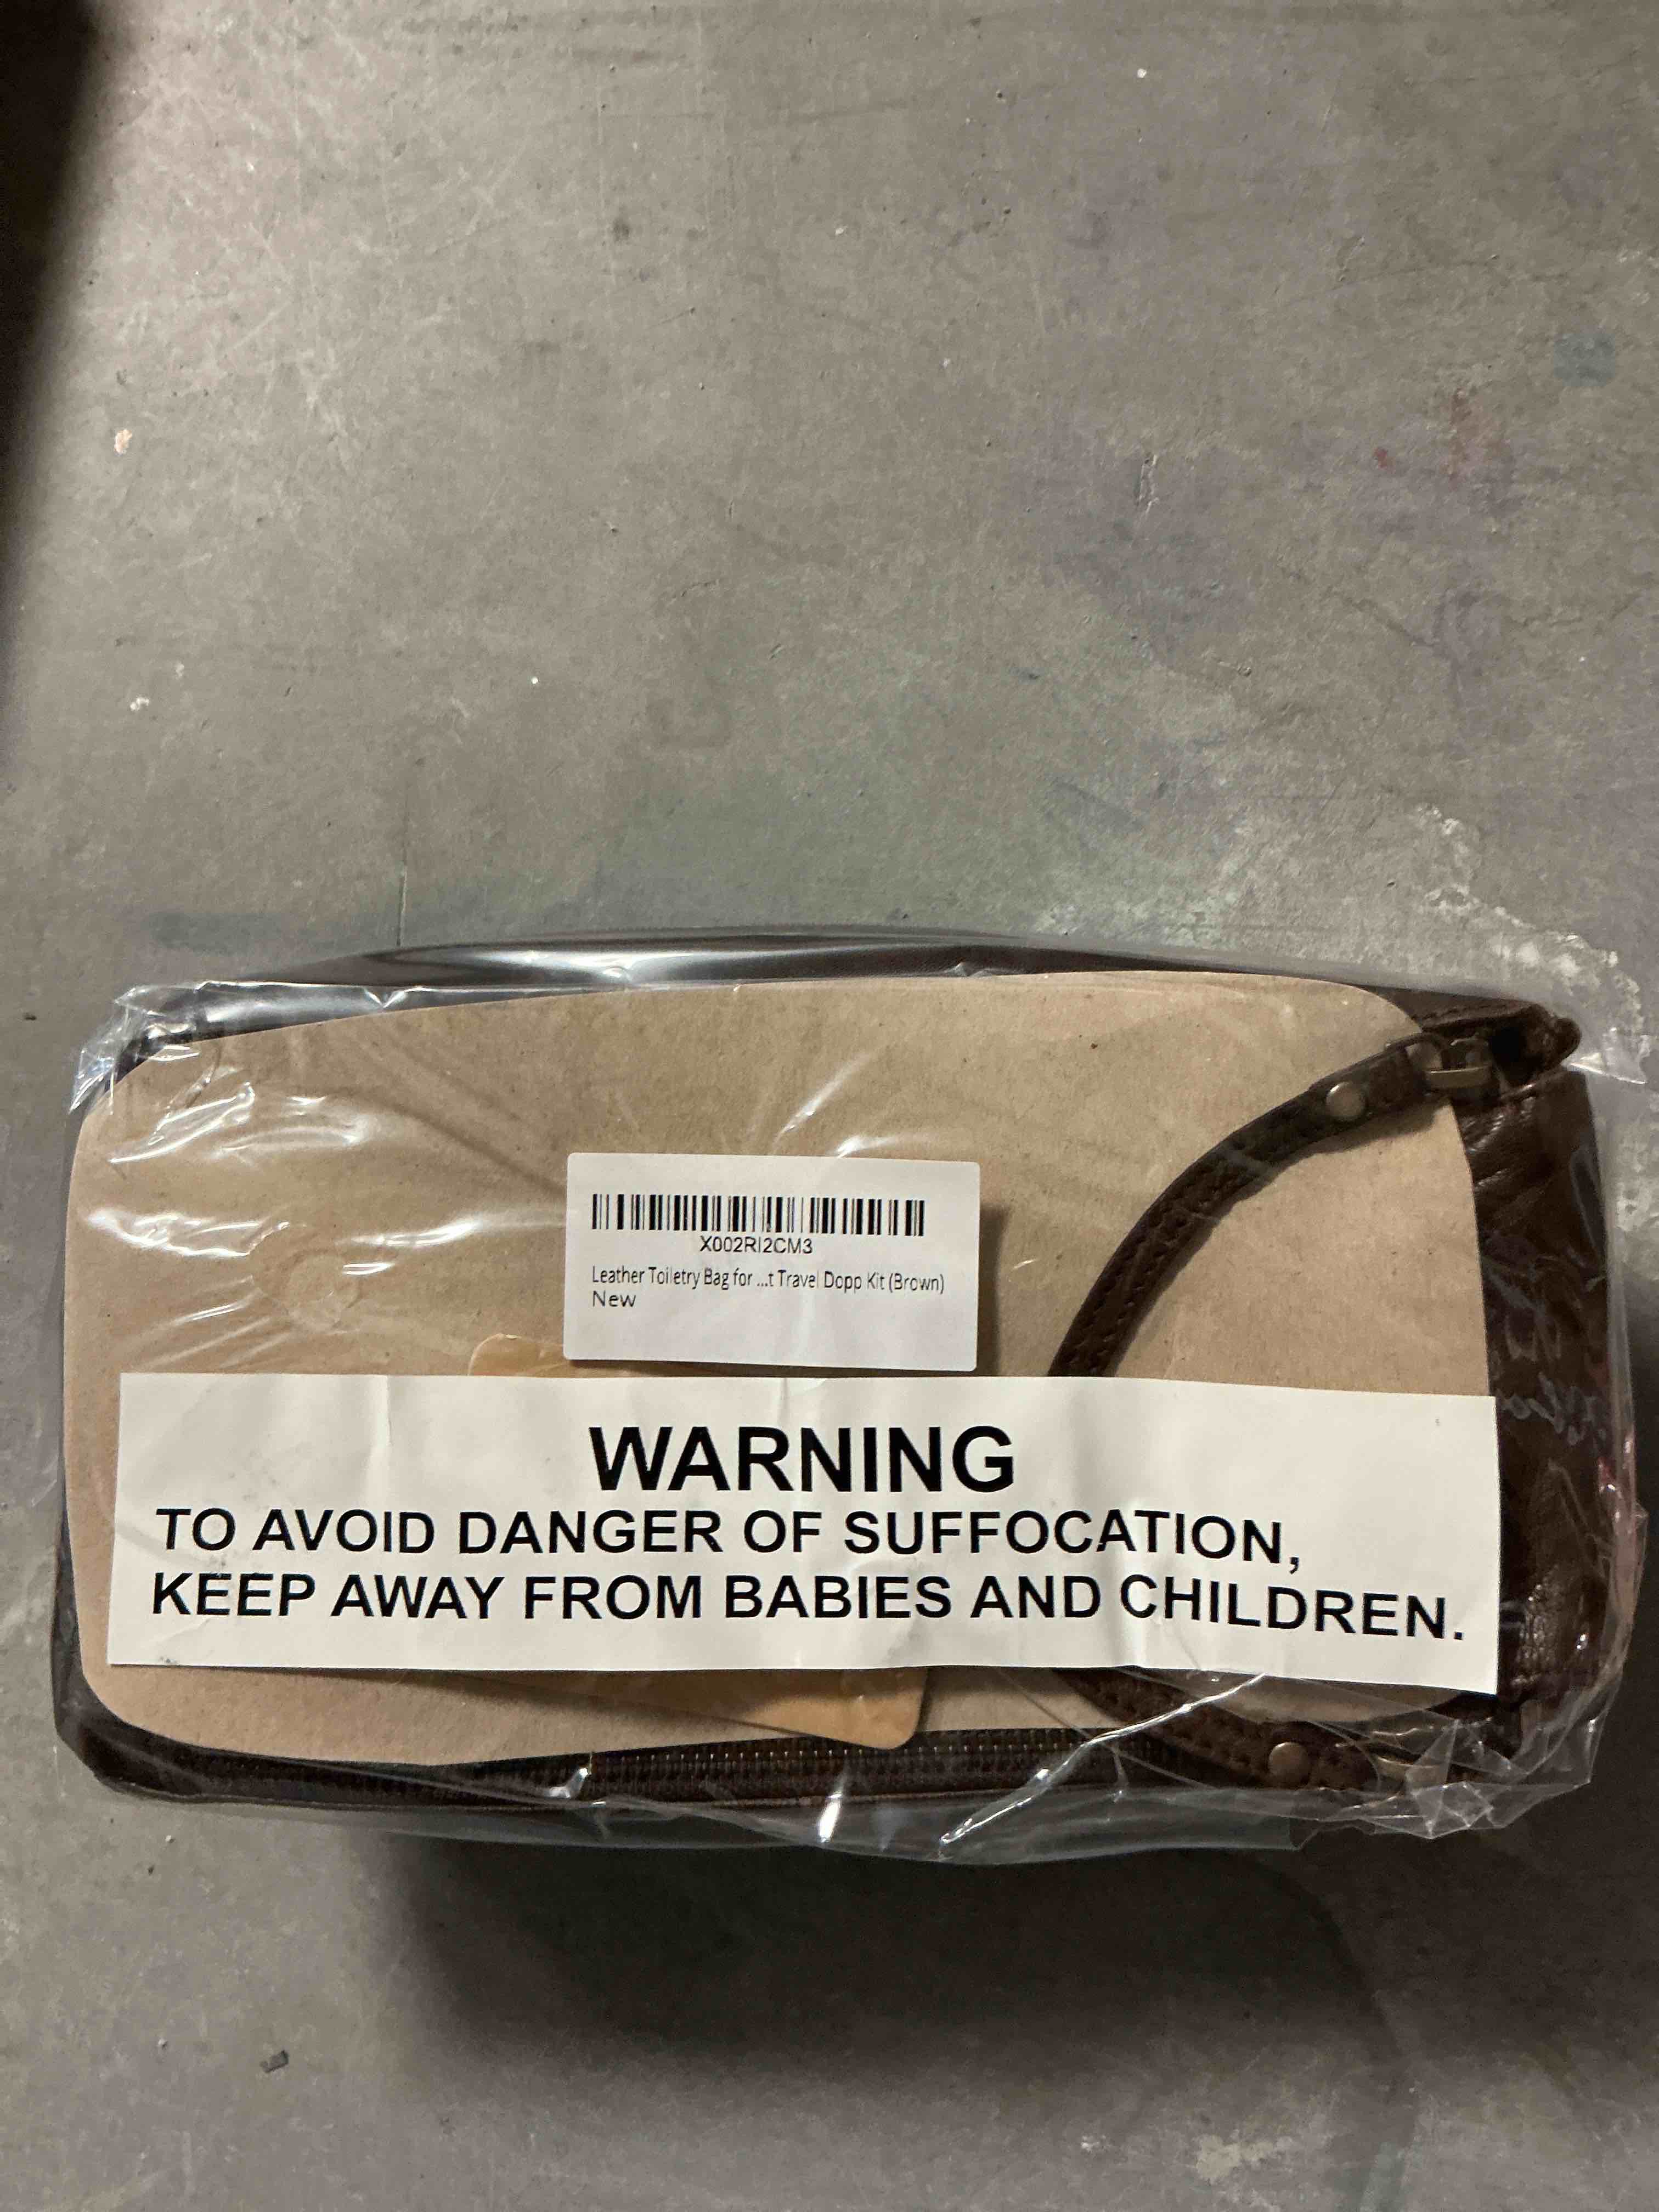 X002RI2CM3
Leather Toiletry Bag for ...t Travel Dopp Kit (Brown)
New
WARNING
TO AVOID DANGER OF SUFFOCATION,
KEEP AWAY FROM BABIES AND CHILDREN.